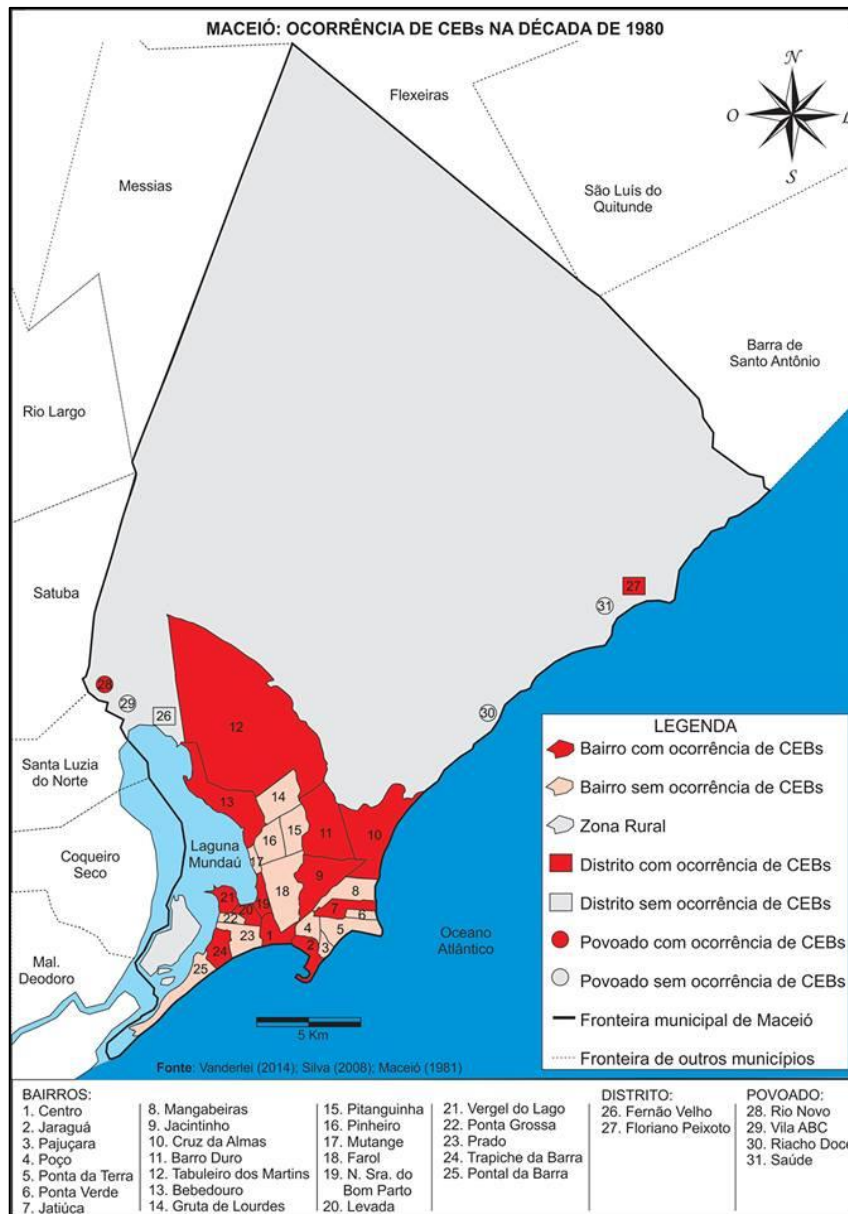 MACEIÓ: OCORRÊNCIA DE CEBs NA DÉCADA DE 1980
N
O
L
S
Flexeiras
Messias
São Luís do
Quitunde
Barra de
Santo Antônio
Rio Largo
Satuba
27
31
28
29
26
30
12
Santa Luzia
do Norte
13
14
Laguna
Mundaú
15
16
11
10
17
Coqueiro
Seco
18
9
8
21
20
19
7
22
6
4
5
23
1
2
3
24
25
Oceano
Atlântico
Mal.
Deodoro
5 Km
Fonte: Vanderlei (2014); Silva (2008); Maceió (1981)
LEGENDA
Bairro com ocorrência de CEBs
Bairro sem ocorrência de CEBs
Zona Rural
Distrito com ocorrência de CEBs
Distrito sem ocorrência de CEBs
Povoado com ocorrência de CEBs
Povoado sem ocorrência de CEBs
Fronteira municipal de Maceió
Fronteira de outros municípios
BAIRROS:
1. Centro
2. Jaraguá
3. Pajuçara
4. Poço
5. Ponta da Terra
6. Ponta Verde
7. Jatiúca
8. Mangabeiras
9. Jacintinho
10. Cruz da Almas
11. Barro Duro
12. Tabuleiro dos Martins
13. Bebedouro
14. Gruta de Lourdes
15. Pitanguinha
16. Pinheiro
17. Mutange
18. Farol
19. N. Sra. do
Bom Parto
20. Levada
21. Vergel do Lago
22. Ponta Grossa
23. Prado
24. Trapiche da Barra
25. Pontal da Barra
DISTRITO:
26. Fernão Velho
27. Floriano Peixoto
POVOADO:
28. Rio Novo
29. Vila ABC
30. Riacho Doce
31. Saúde